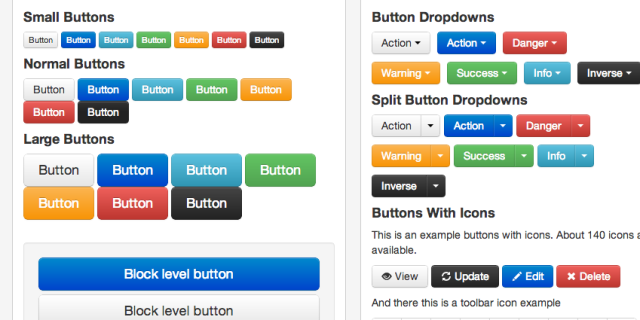 Small Buttons
Button Button Button Button Button Button Button
Normal Buttons
Button Button Button Button Button
Button Button
Large Buttons
Button Button Button Button
Button Button Button
Block level button
Block level button
Button Dropdowns
Action Action Danger
Warning Success Info Inverse
Split Button Dropdowns
Action Action Danger
Warning Success Info
Inverse
Buttons With Icons
This is an example buttons with icons. About 140 icons a
available.
View Update Edit Delete
And there this is a toolbar icon example